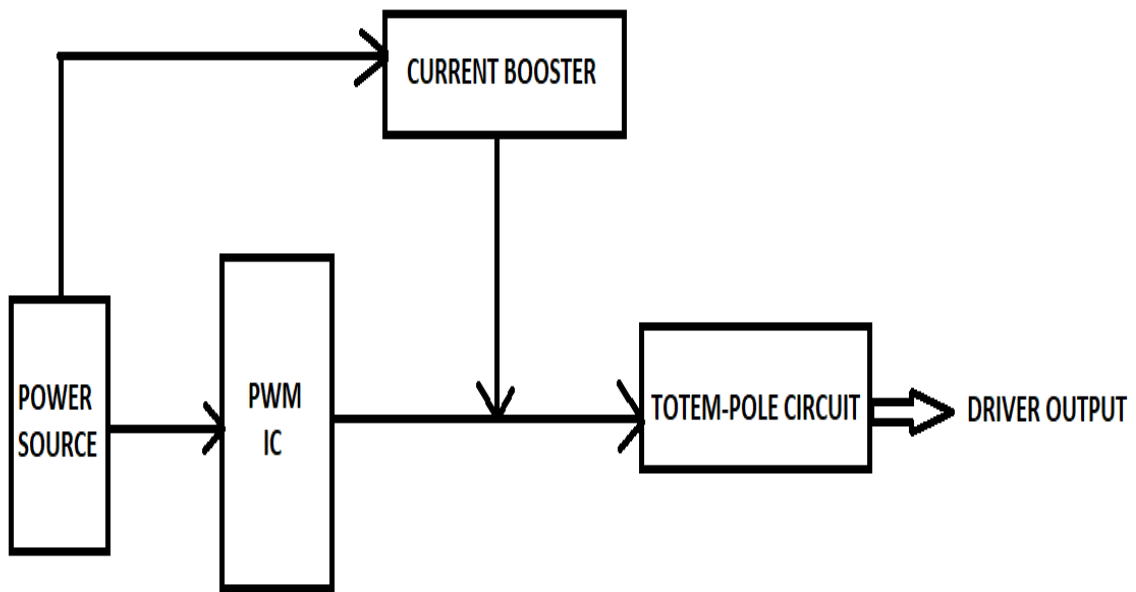 CURRENT BOOSTER
POWER
SOURCE
PWM
IC
TOTEM-POLE CIRCUIT
DRIVER OUTPUT